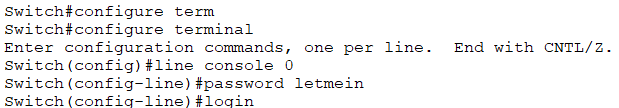 Switch#configure term
Switch#configure terminal
Enter configuration commands, one per line.  End with CNTL/Z.
Switch(config)#line console 0
Switch(config-line)#password letmein
Switch(config-line)#login